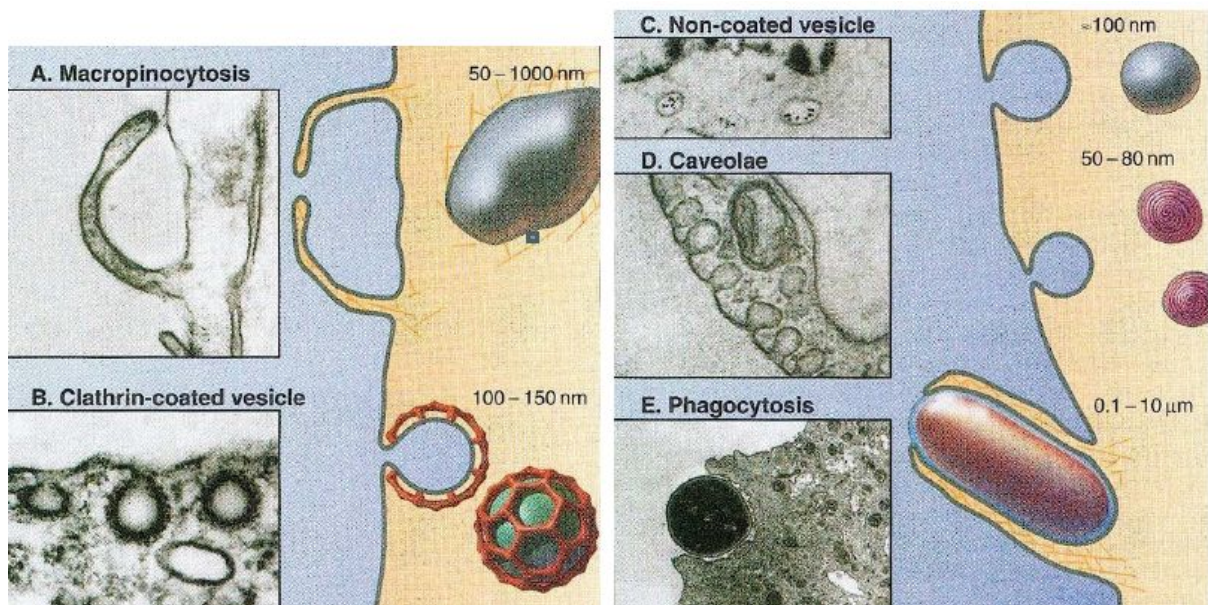 A. Macropinocytosis
50 – 1000 nm
B. Clathrin-coated vesicle
100 – 150 nm
C. Non-coated vesicle
≈100 nm
D. Caveolae
50 – 80 nm
E. Phagocytosis
0.1 – 10 µm